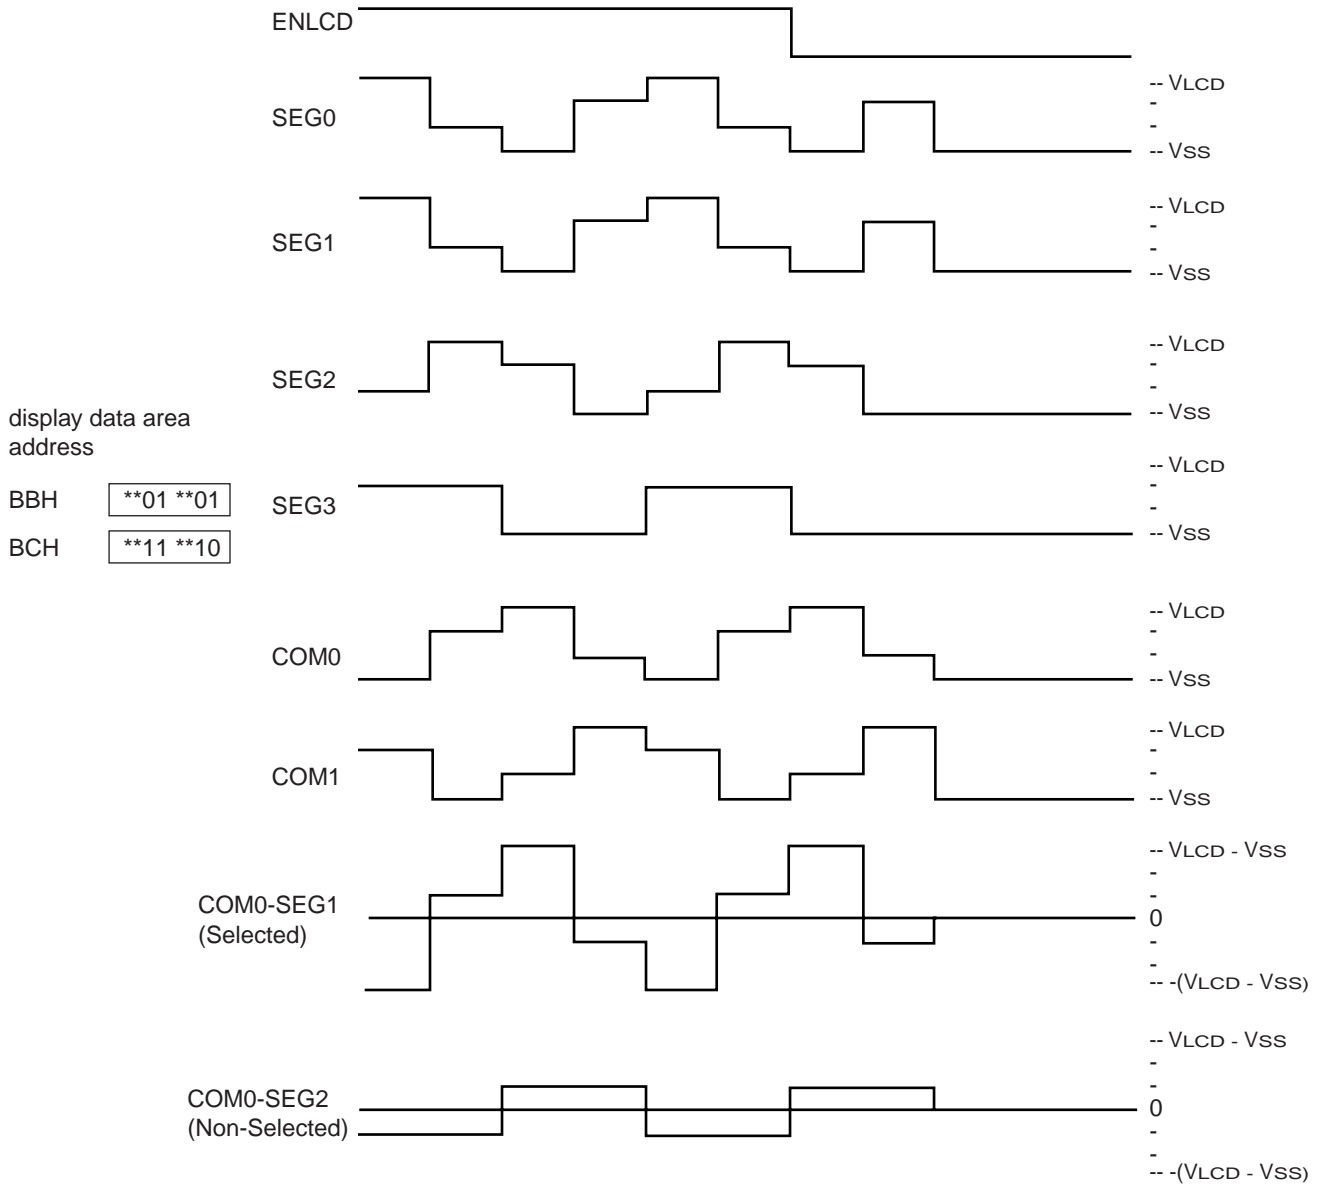 ENLCD
-- VLCD
-
SEG0
-
-- VSS
-- VLCD
-
SEG1
-
-- VSS
-- VLCD
-
SEG2
-
-- VSS
display data area
address
BBH **01 **01
BCH **11 **10
-- VLCD
-
SEG3
-
-- VSS
-- VLCD
-
COM0
-
-- VSS
-- VLCD
-
COM1
-
-- VSS
-- VLCD - VSS
-
-
COM0-SEG1
(Selected)
0
-
-
-- -(VLCD - VSS)
-- VLCD - VSS
-
-
COM0-SEG2
(Non-Selected)
0
-
-
-- -(VLCD - VSS)